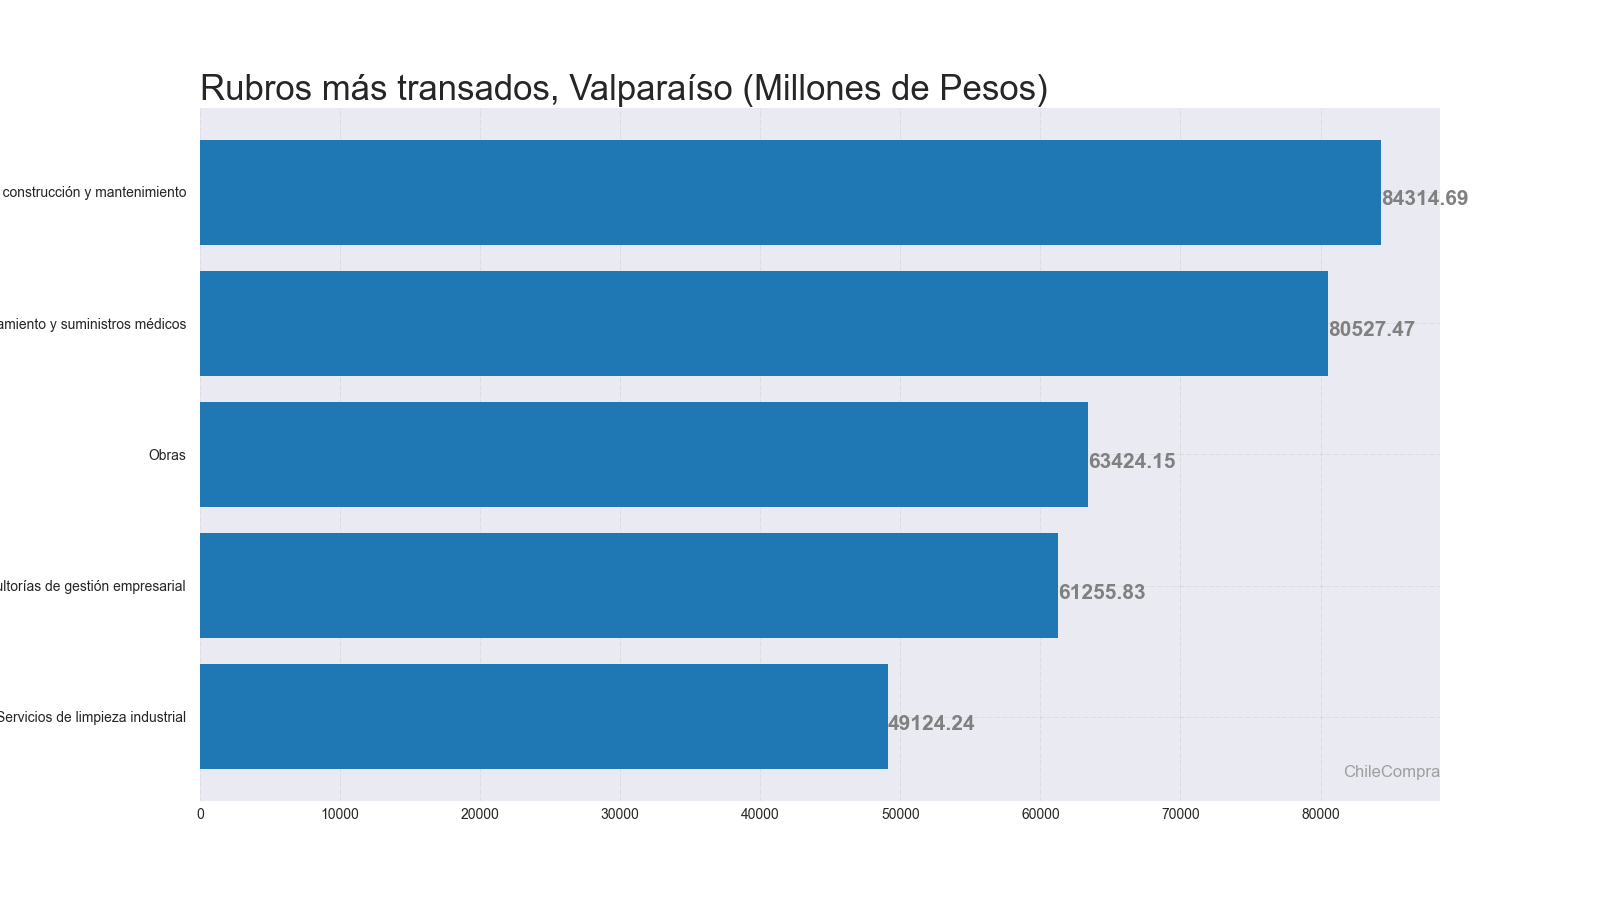 Rubros más transados, Valparaíso (Millones de Pesos)
construcción y mantenimiento
84314.69
y suministros médicos
80527.47
Obras
63424.15
de gestión empresarial
61255.83
Servicios de limpieza industrial
49124.24
ChileCompra
0 10000 20000 30000 40000 50000 60000 70000 80000